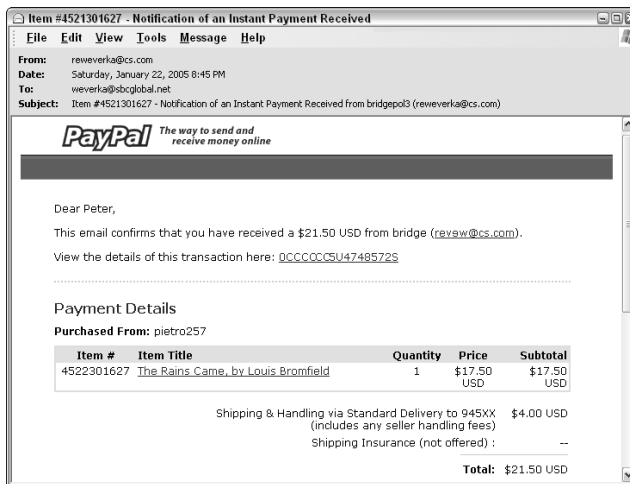 Item #4521301627 - Notification of an Instant Payment Received
File Edit View Tools Message Help
From: reweverka@cs.com
Date: Saturday, January 22, 2005 8:45 PM
To: weverka@sbcglobal.net
Subject: Item #4521301627 - Notification of an Instant Payment Received from bridgepol3 (reweverka@cs.com)
PayPal The way to send and
receive money online
Dear Peter,
This email confirms that you have received a $21.50 USD from bridge (revew@cs.com).
View the details of this transaction here: 0CCCCCC5U4748572S
Payment Details
Purchased From: pietro257
Item # Item Title Quantity Price Subtotal
4522301627 The Rains Came, by Louis Bromfield 1 $17.50 $17.50
USD USD
Shipping & Handling via Standard Delivery to 945XX $4.00 USD
(includes any seller handling fees)
Shipping Insurance (not offered) : --
Total: $21.50 USD